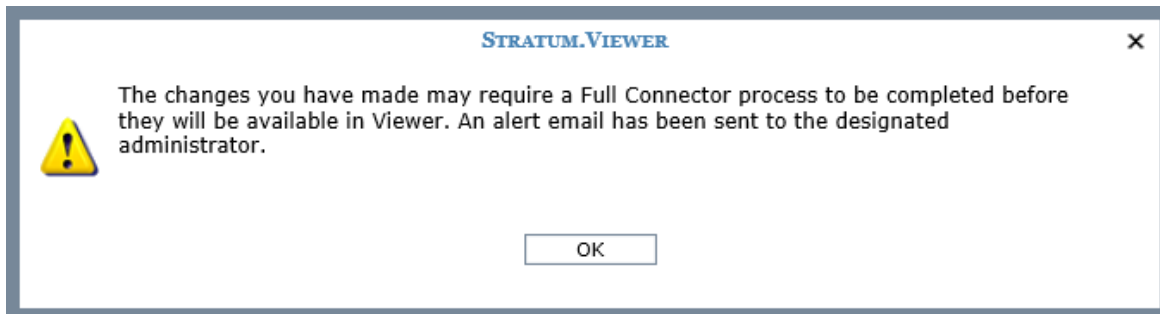 STRATUM.VIEWER
The changes you have made may require a Full Connector process to be completed before
they will be available in Viewer. An alert email has been sent to the designated
administrator.
OK